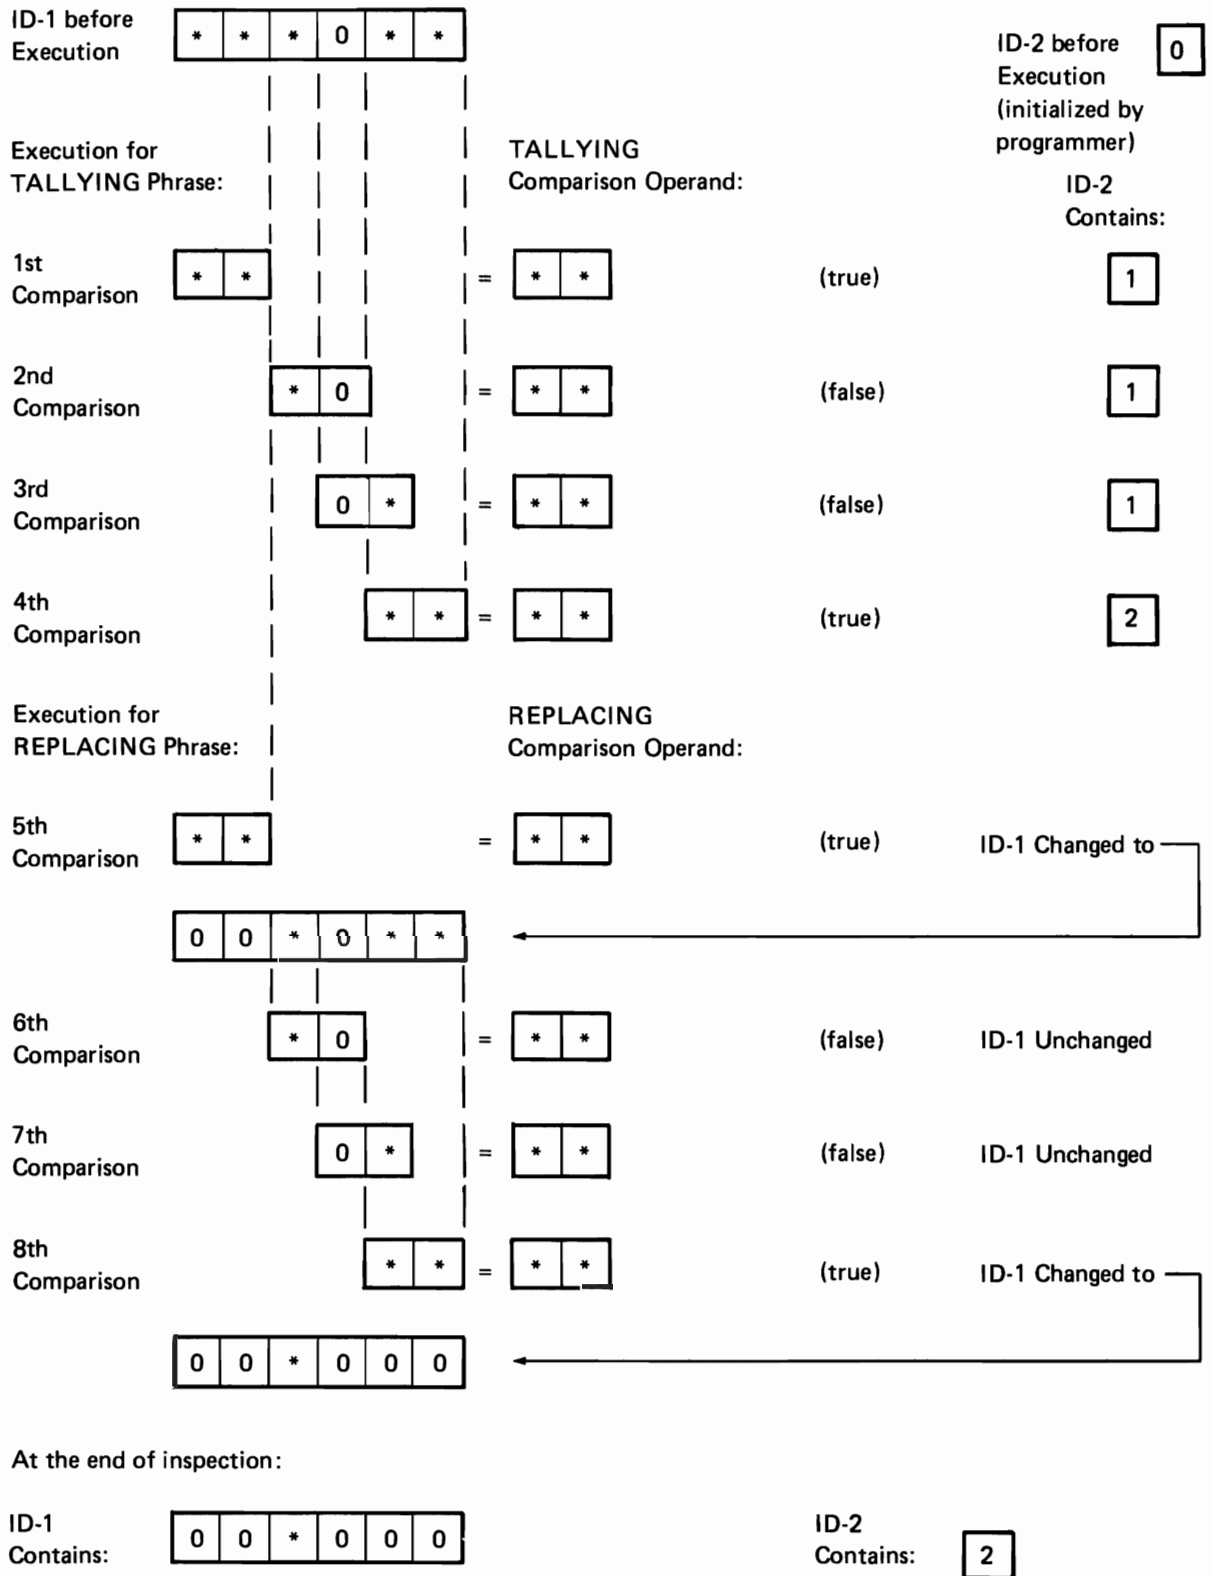 ID-1 before
Execution
* * * 0 * *
ID-2 before
Execution
(initialized by
programmer)
0
Execution for
TALLYING Phrase:
TALLYING
Comparison Operand:
ID-2
Contains:
1st
Comparison
* * = * * (true) 1
2nd
Comparison
* 0 = * * (false) 1
3rd
Comparison
0 * = * * (false) 1
4th
Comparison
* * = * * (true) 2
Execution for
REPLACING Phrase:
REPLACING
Comparison Operand:
5th
Comparison
* * = * * (true) ID-1 Changed to
0 0 * 0 * *
6th
Comparison
* 0 = * * (false) ID-1 Unchanged
7th
Comparison
0 * = * * (false) ID-1 Unchanged
8th
Comparison
* * = * * (true) ID-1 Changed to
0 0 * 0 0 0
At the end of inspection:
ID-1
Contains:
0 0 * 0 0 0
ID-2
Contains:
2